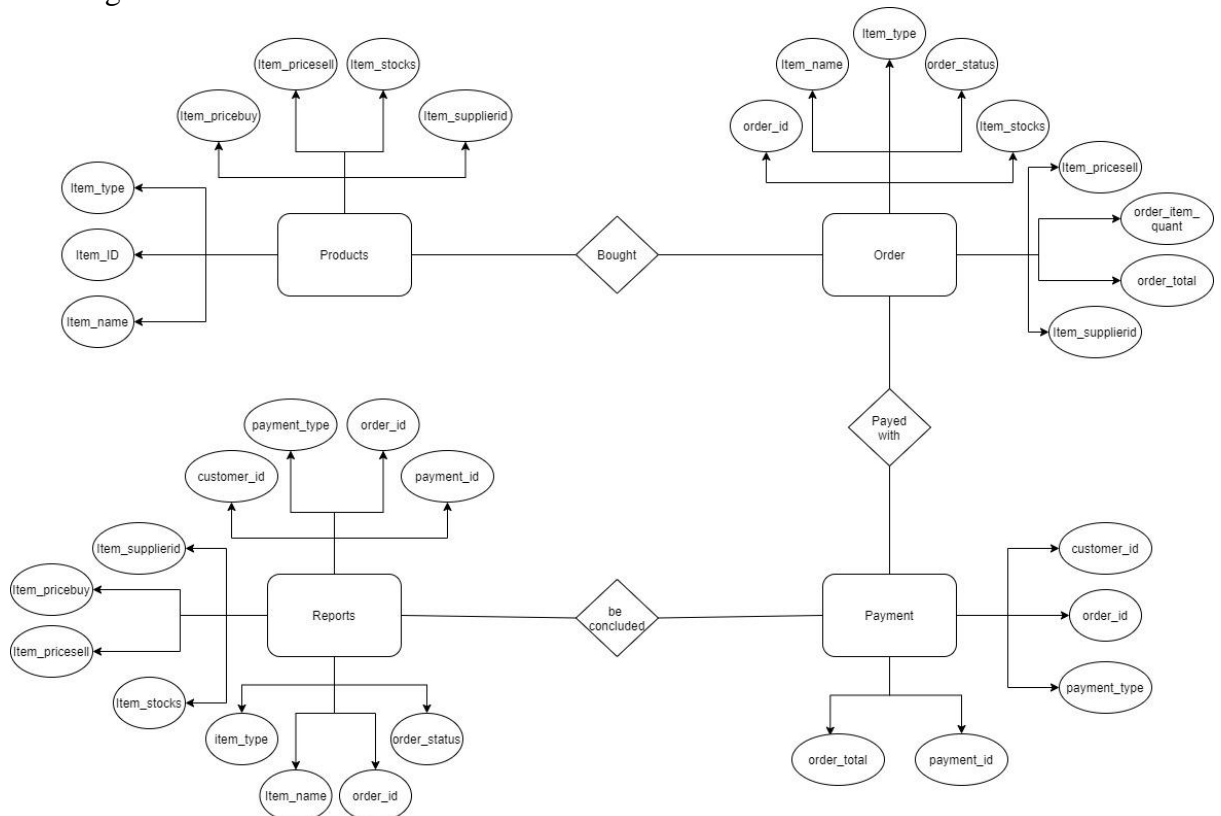 Item_type
Item_pricesell
Item_stocks
Item_name
order_status
Item_pricebuy
Item_supplierid
order_id
Item_stocks
Item_pricesell
Item_type
order_item_
quant
Item_ID
Products
Bought
Order
order_total
Item_name
Item_supplierid
Payed
with
payment_type
order_id
customer_id
payment_id
Item_supplierid
customer_id
Item_pricebuy
Reports
be
concluded
Payment
order_id
Item_pricesell
Item_stocks
payment_type
item_type
order_status
order_total
payment_id
Item_name
order_id